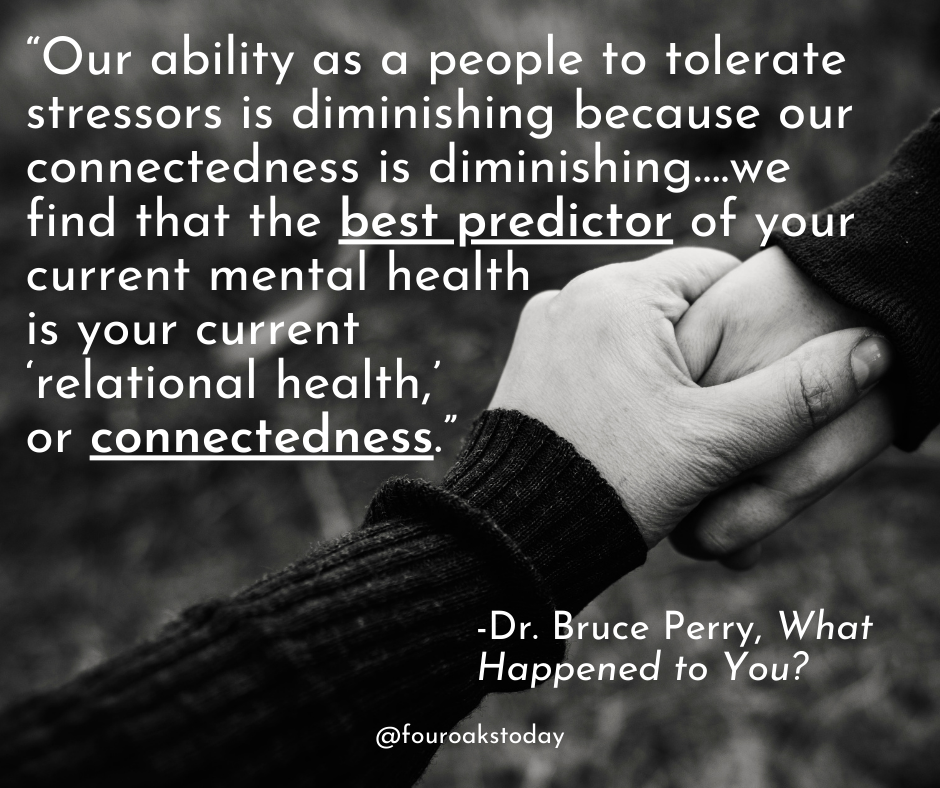 “Our ability as a people to tolerate
stressors is diminishing because our
connectedness is diminishing....we
find that the best predictor of your
current mental health
is your current
‘relational health,’
or connectedness.”
-Dr. Bruce Perry, What
Happened to You?
@fouroakstoday